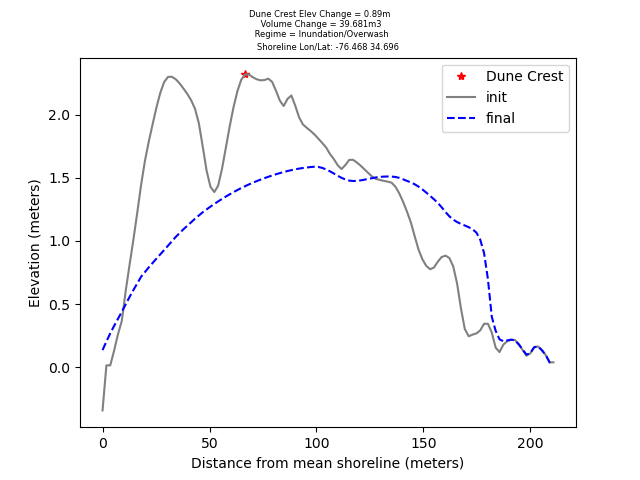 Dune Crest Elev Change = 0.89m
Volume Change = 39.681m3
Regime = Inundation/Overwash
Shoreline Lon/Lat: -76.468 34.696
Dune Crest
init
final
2.0
1.5
1.0
0.5
0.0
Elevation (meters)
0
50
100
150
200
Distance from mean shoreline (meters)